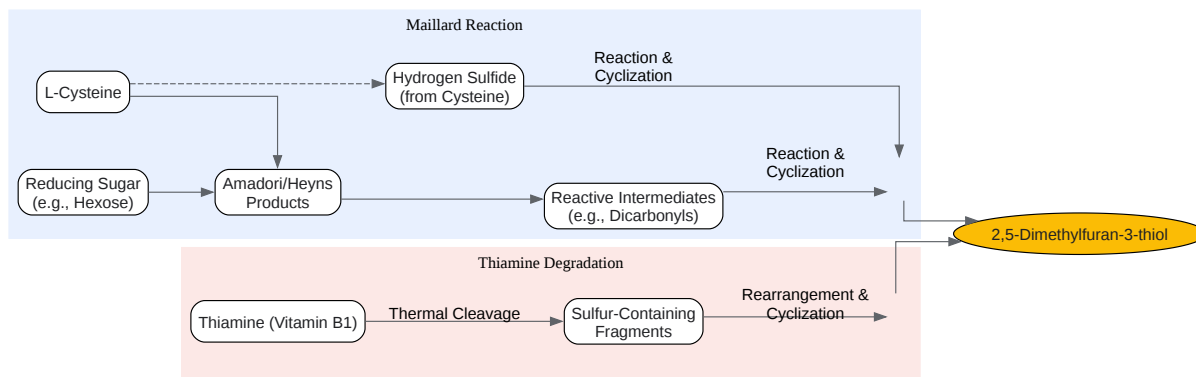 Maillard Reaction
L-Cysteine
Hydrogen Sulfide
(from Cysteine)
Reaction &
Cyclization
Reducing Sugar
(e.g., Hexose)
Amadori/Heyns
Products
Reactive Intermediates
(e.g., Dicarbonyls)
Reaction &
Cyclization
2,5-Dimethylfuran-3-thiol
Thiamine Degradation
Thiamine (Vitamin B1)
Thermal Cleavage
Sulfur-Containing
Fragments
Rearrangement &
Cyclization